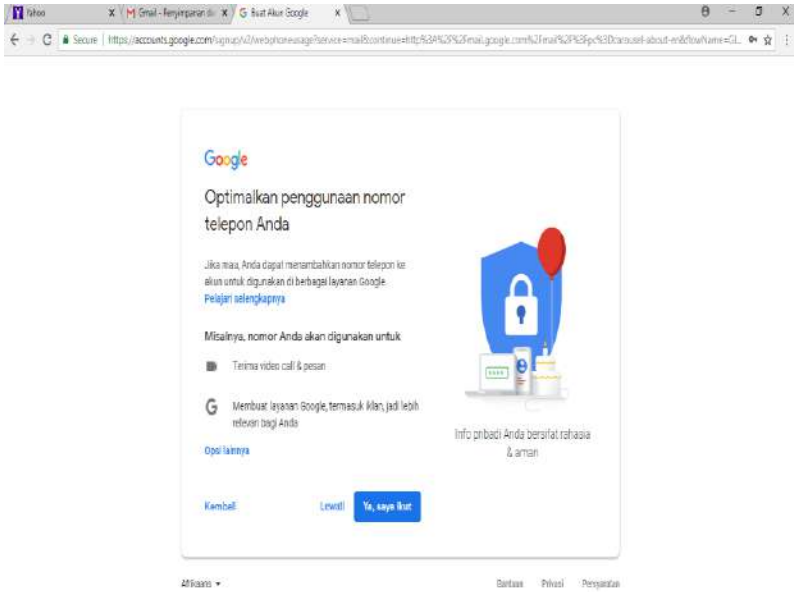 Yahoo
Gmail - Penyimpanan di
Buat Akun Google
Secure
Google
Optimalkan penggunaan nomor
telepon Anda
Jika mau, Anda dapat menambahkan nomor telepon ke
akun untuk digunakan di berbagai layanan Google.
Pelajari selengkapnya
Misalnya, nomor Anda akan digunakan untuk
Terima video call & pesan
Membuat layanan Google, termasuk iklan, jadi lebih
relevan bagi Anda
Opsi lainnya
Info pribadi Anda bersifat rahasia
& aman
Kembali
Lewati
Ya, saya ikut
Afrikaans
Bantuan
Privasi
Persyaratan